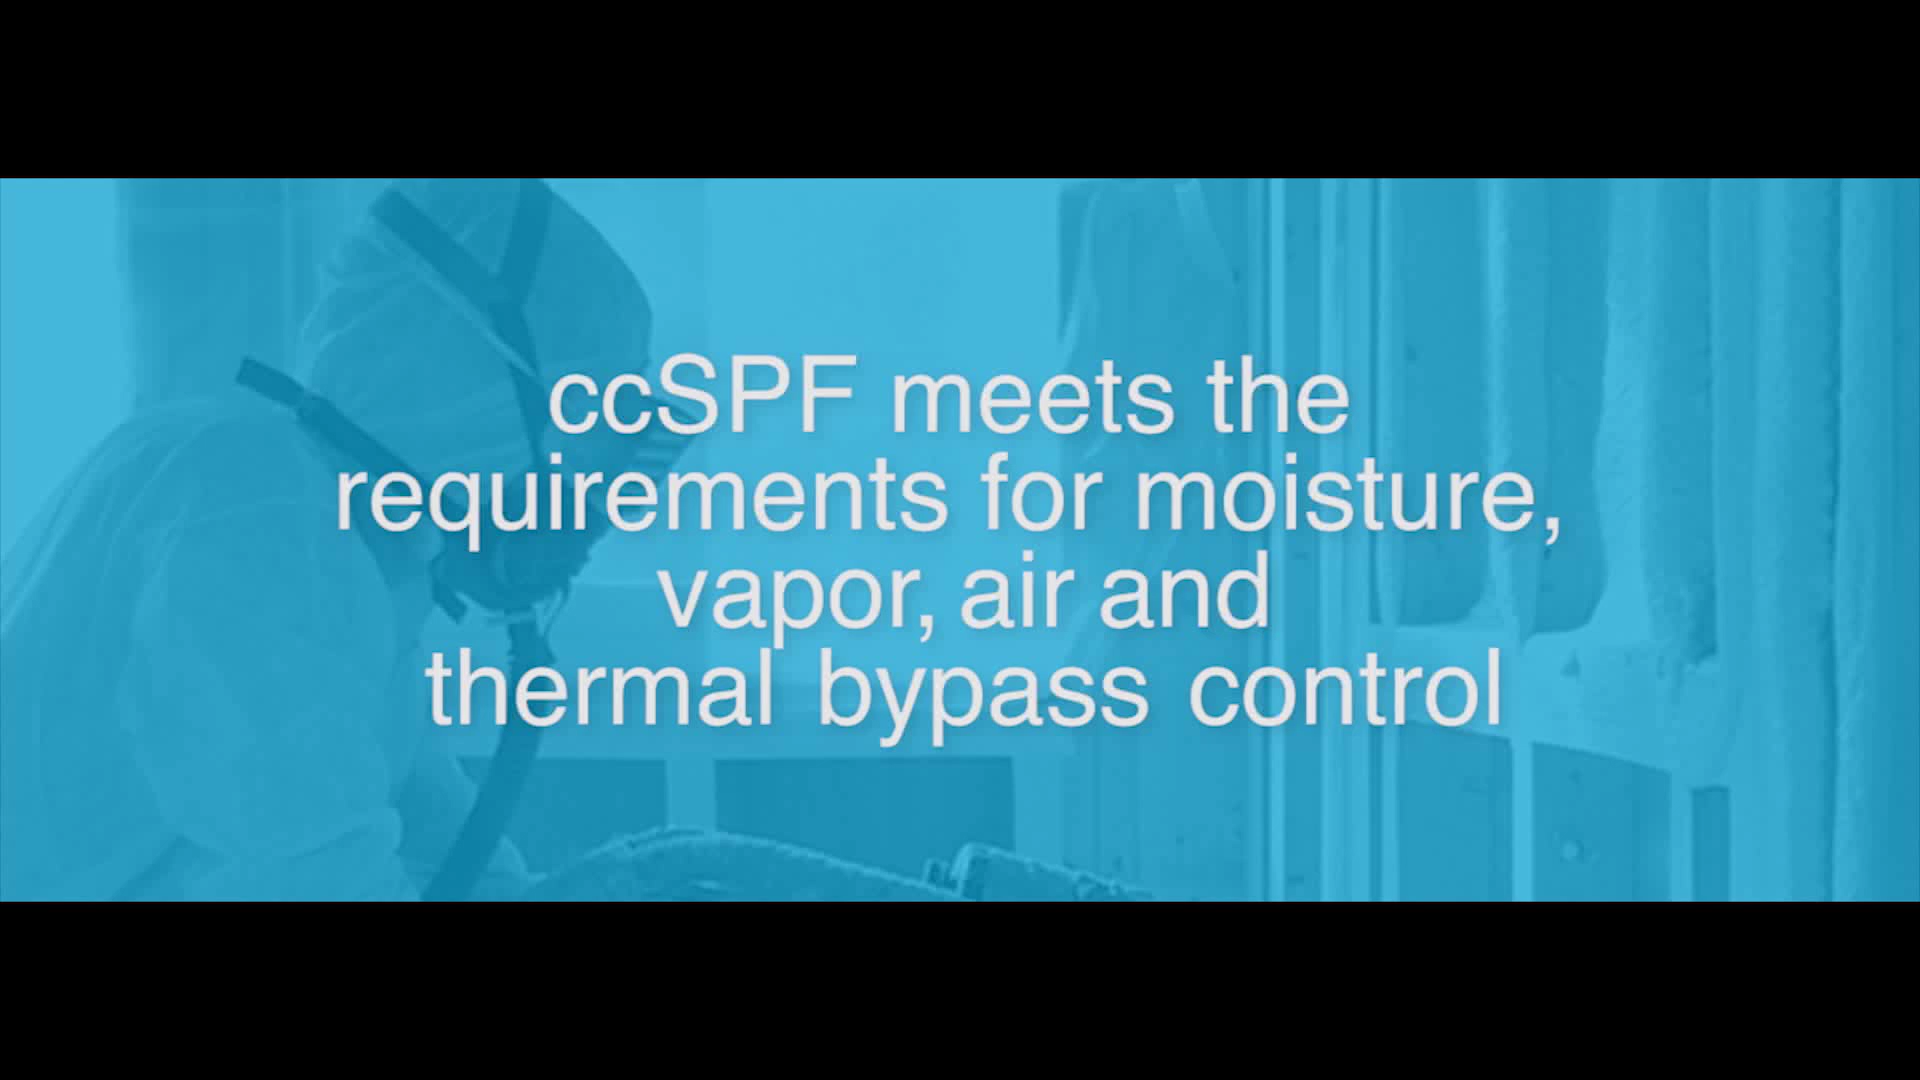 ccSPF meets the
requirements for moisture,
vapor, air and
thermal bypass control